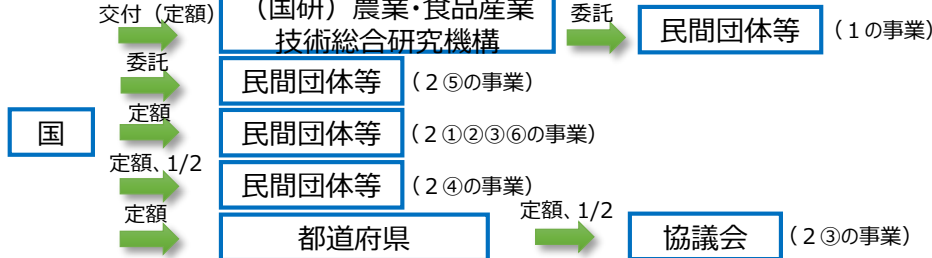 交付（定額）
（国研）農業・食品産業
技術総合研究機構
委託
民間団体等
（１の事業）
委託
民間団体等
（２⑤の事業）
国
定額
民間団体等
（２①②③⑥の事業）
定額、1/2
民間団体等
（２④の事業）
定額
都道府県
定額、1/2
協議会
（２③の事業）